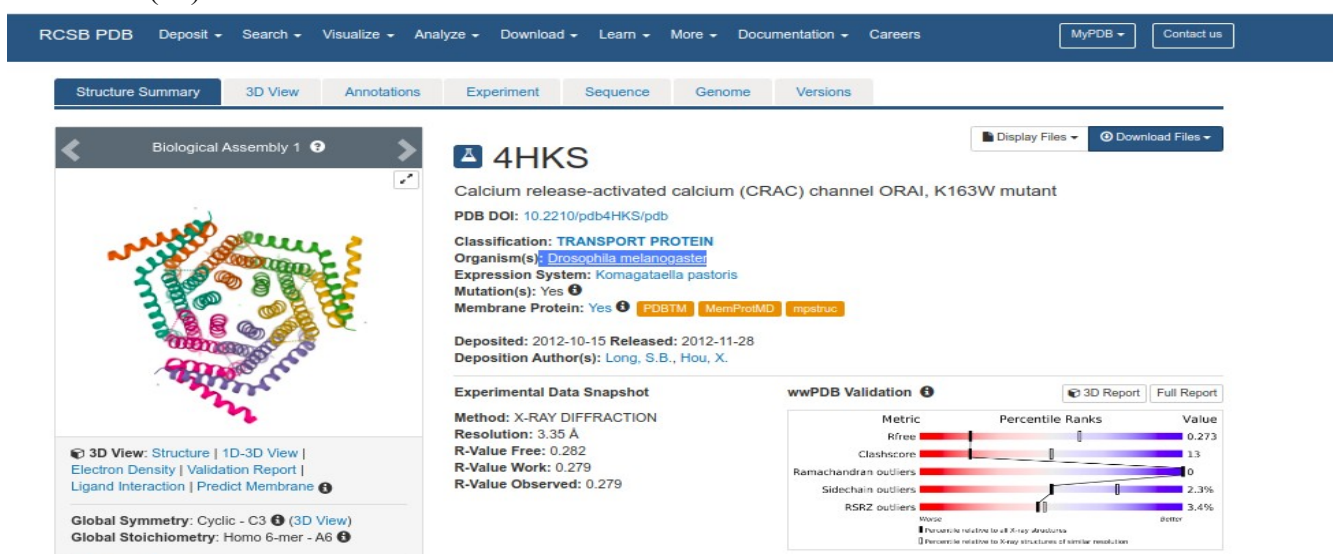 RCSB PDB Deposit Search Visualize Analyze Download Learn More Documentation Careers MyPDB Contact us
Structure Summary 3D View Annotations Experiment Sequence Genome Versions
Biological Assembly 1
Display Files Download Files
4HKS
Calcium release-activated calcium (CRAC) channel ORAI, K163W mutant
PDB DOI: 10.2210/pdb4HKS/pdb
Classification: TRANSPORT PROTEIN
Organism(s): Drosophila melanogaster
Expression System: Komagataella pastoris
Mutation(s): Yes
Membrane Protein: Yes PDBTM MemProtMD mpstruc
Deposited: 2012-10-15 Released: 2012-11-28
Deposition Author(s): Long, S.B., Hou, X.
Experimental Data Snapshot
Method: X-RAY DIFFRACTION
Resolution: 3.35 Å
R-Value Free: 0.282
R-Value Work: 0.279
R-Value Observed: 0.279
wwPDB Validation 3D Report Full Report
Metric Percentile Ranks Value
Rfree 0.273
Clashscore 13
Ramachandran outliers 0
Sidechain outliers 2.3%
RSRZ outliers 3.4%
Worse Better
Percentile relative to all X-ray structures
Percentile relative to X-ray structures of similar resolution
3D View: Structure | 1D-3D View |
Electron Density | Validation Report |
Ligand Interaction | Predict Membrane
Global Symmetry: Cyclic - C3 (3D View)
Global Stoichiometry: Homo 6-mer - A6